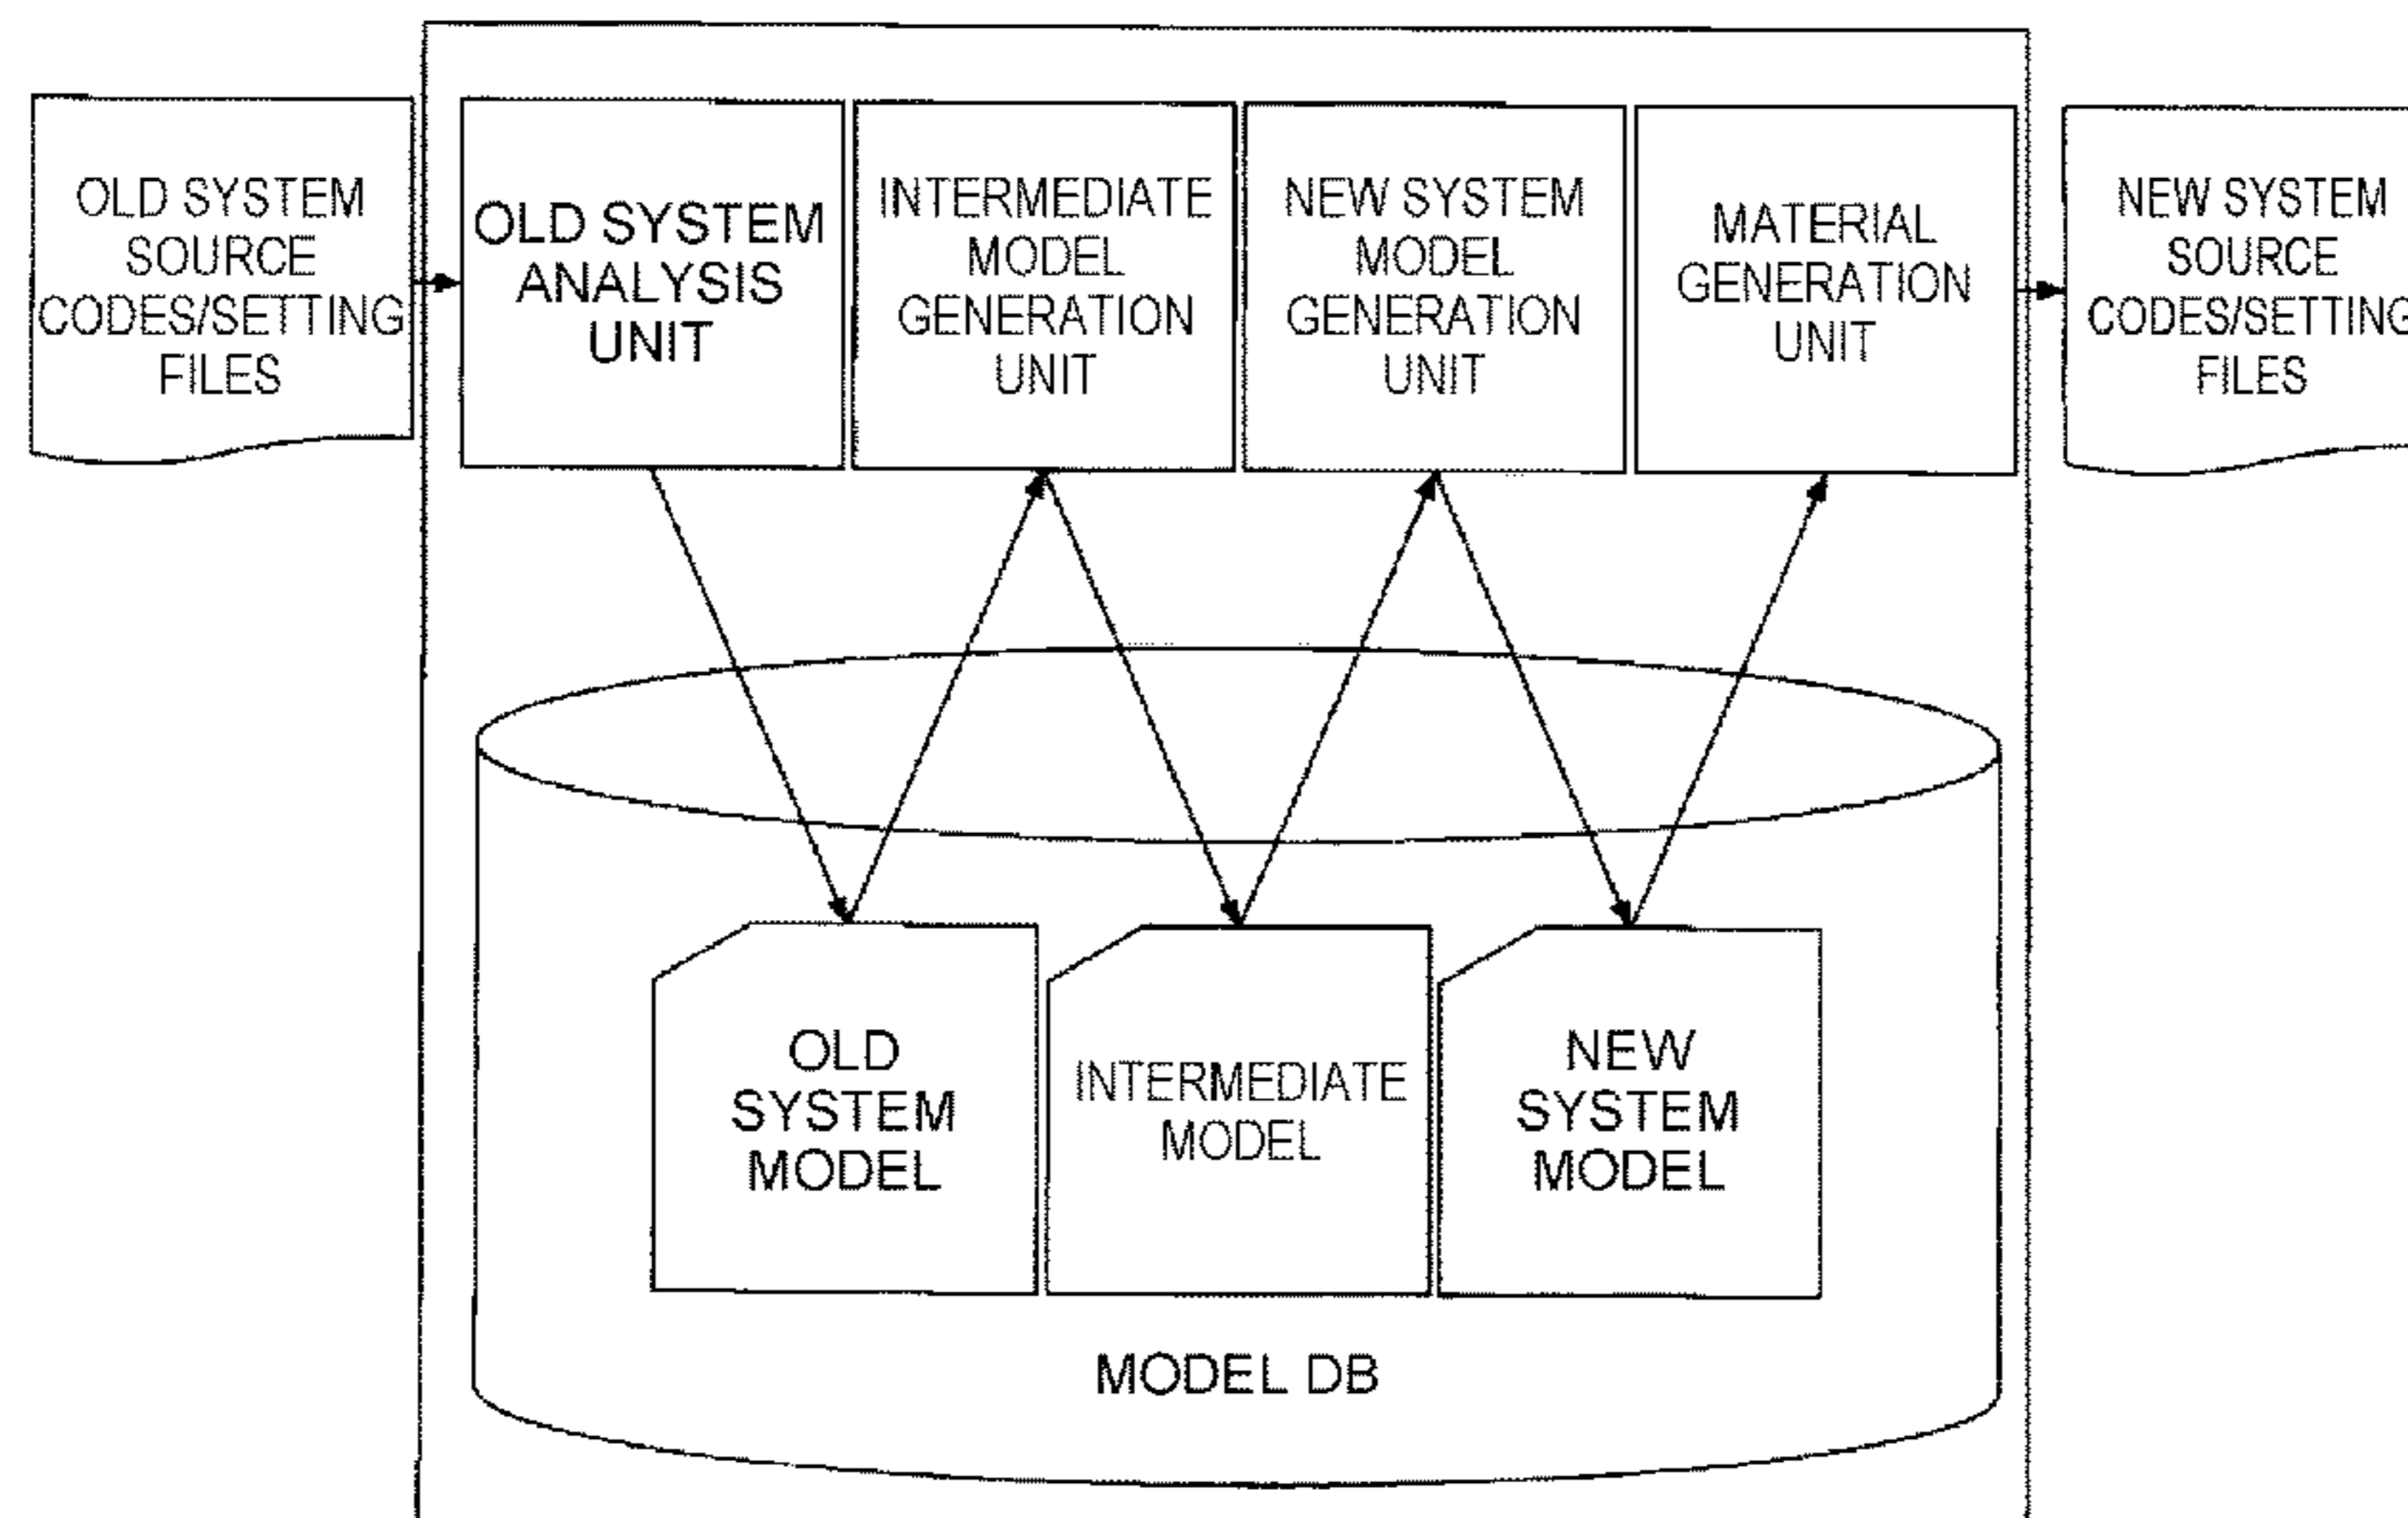 OLD SYSTEM
SOURCE
CODES/SETTING
FILES
OLD SYSTEM
ANALYSIS
UNIT
INTERMEDIATE
MODEL
GENERATION
UNIT
NEW SYSTEM
MODEL
GENERATION
UNIT
MATERIAL
GENERATION
UNIT
NEW SYSTEM
SOURCE
CODES/SETTING
FILES
OLD
SYSTEM
MODEL
INTERMEDIATE
MODEL
NEW
SYSTEM
MODEL
MODEL DB